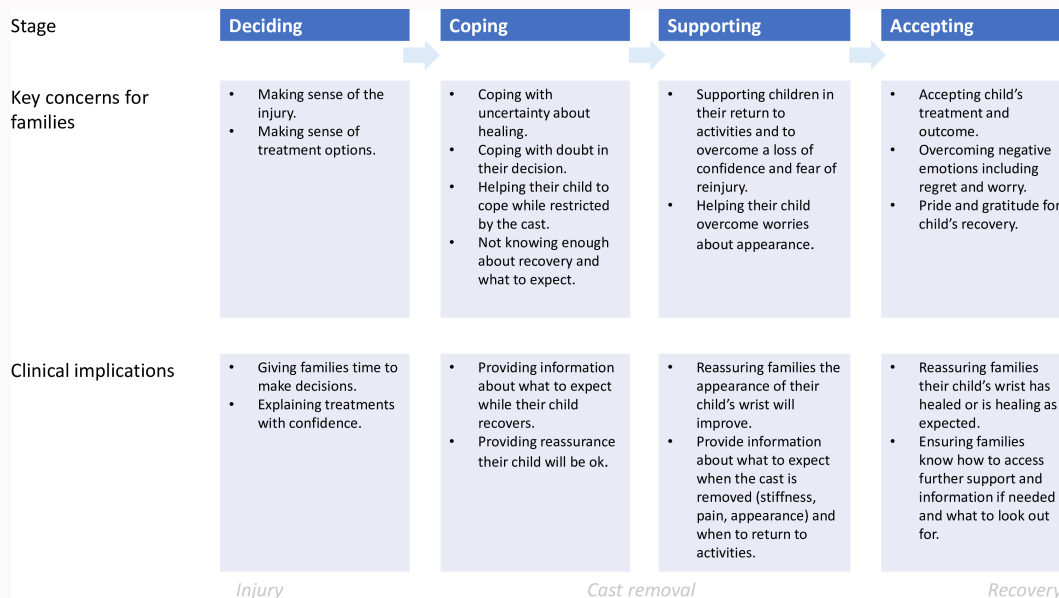 Stage
Deciding
Coping
Supporting
Accepting
Key concerns for
families
• Making sense of the
injury.
• Making sense of
treatment options.
• Coping with
uncertainty about
healing.
• Coping with doubt in
their decision.
• Helping their child to
cope while restricted
by the cast.
• Not knowing enough
about recovery and
what to expect.
• Supporting children in
their return to
activities and to
overcome a loss of
confidence and fear of
reinjury.
• Helping their child
overcome worries
about appearance.
• Accepting child’s
treatment and
outcome.
• Overcoming negative
emotions including
regret and worry.
• Pride and gratitude for
child’s recovery.
Clinical implications
• Giving families time to
make decisions.
• Explaining treatments
with confidence.
• Providing information
about what to expect
while their child
recovers.
• Providing reassurance
their child will be ok.
• Reassuring families the
appearance of their
child’s wrist will
improve.
• Provide information
about what to expect
when the cast is
removed (stiffness,
pain, appearance) and
when to return to
activities.
• Reassuring families
their child’s wrist has
healed or is healing as
expected.
• Ensuring families
know how to access
further support and
information if needed
and what to look out
for.
Injury
Cast removal
Recovery